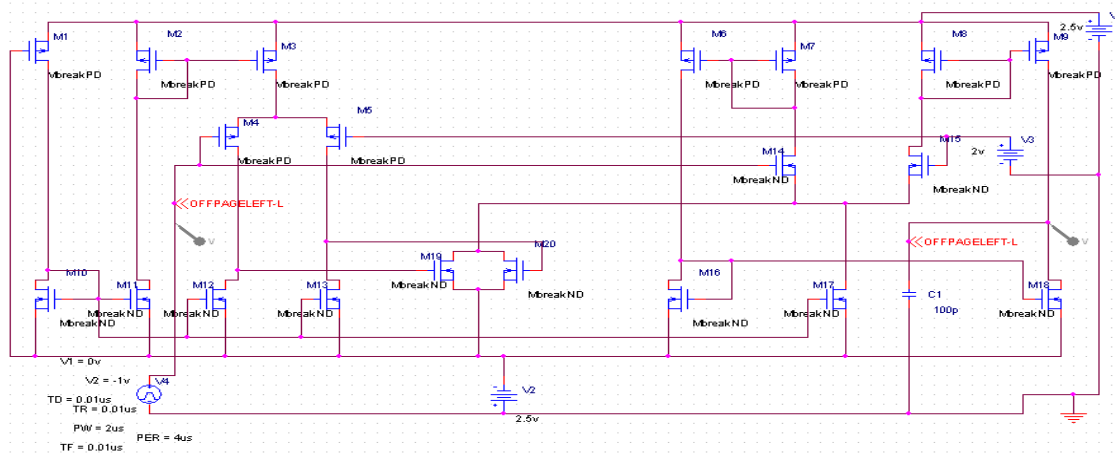 V
2.5v
M1
M2
M3
M6
M7
M8
M9
MbreakPD
MbreakPD
MbreakPD
MbreakPD
MbreakPD
MbreakPD
MbreakPD
M4
M5
MbreakPD
MbreakPD
M14
MbreakND
M15
MbreakND
V3
2v
OFFPAGELEFT-L
V
OFFPAGELEFT-L
V
M19
M20
MbreakND
MbreakND
M10
M11
M12
M13
M16
M17
M18
MbreakND
MbreakND
MbreakND
MbreakND
MbreakND
MbreakND
MbreakND
C1
100p
V1 = 0v
V2 = -1v
V4
TD = 0.01us
TR = 0.01us
PW = 2us
PER = 4us
TF = 0.01us
V2
2.5v